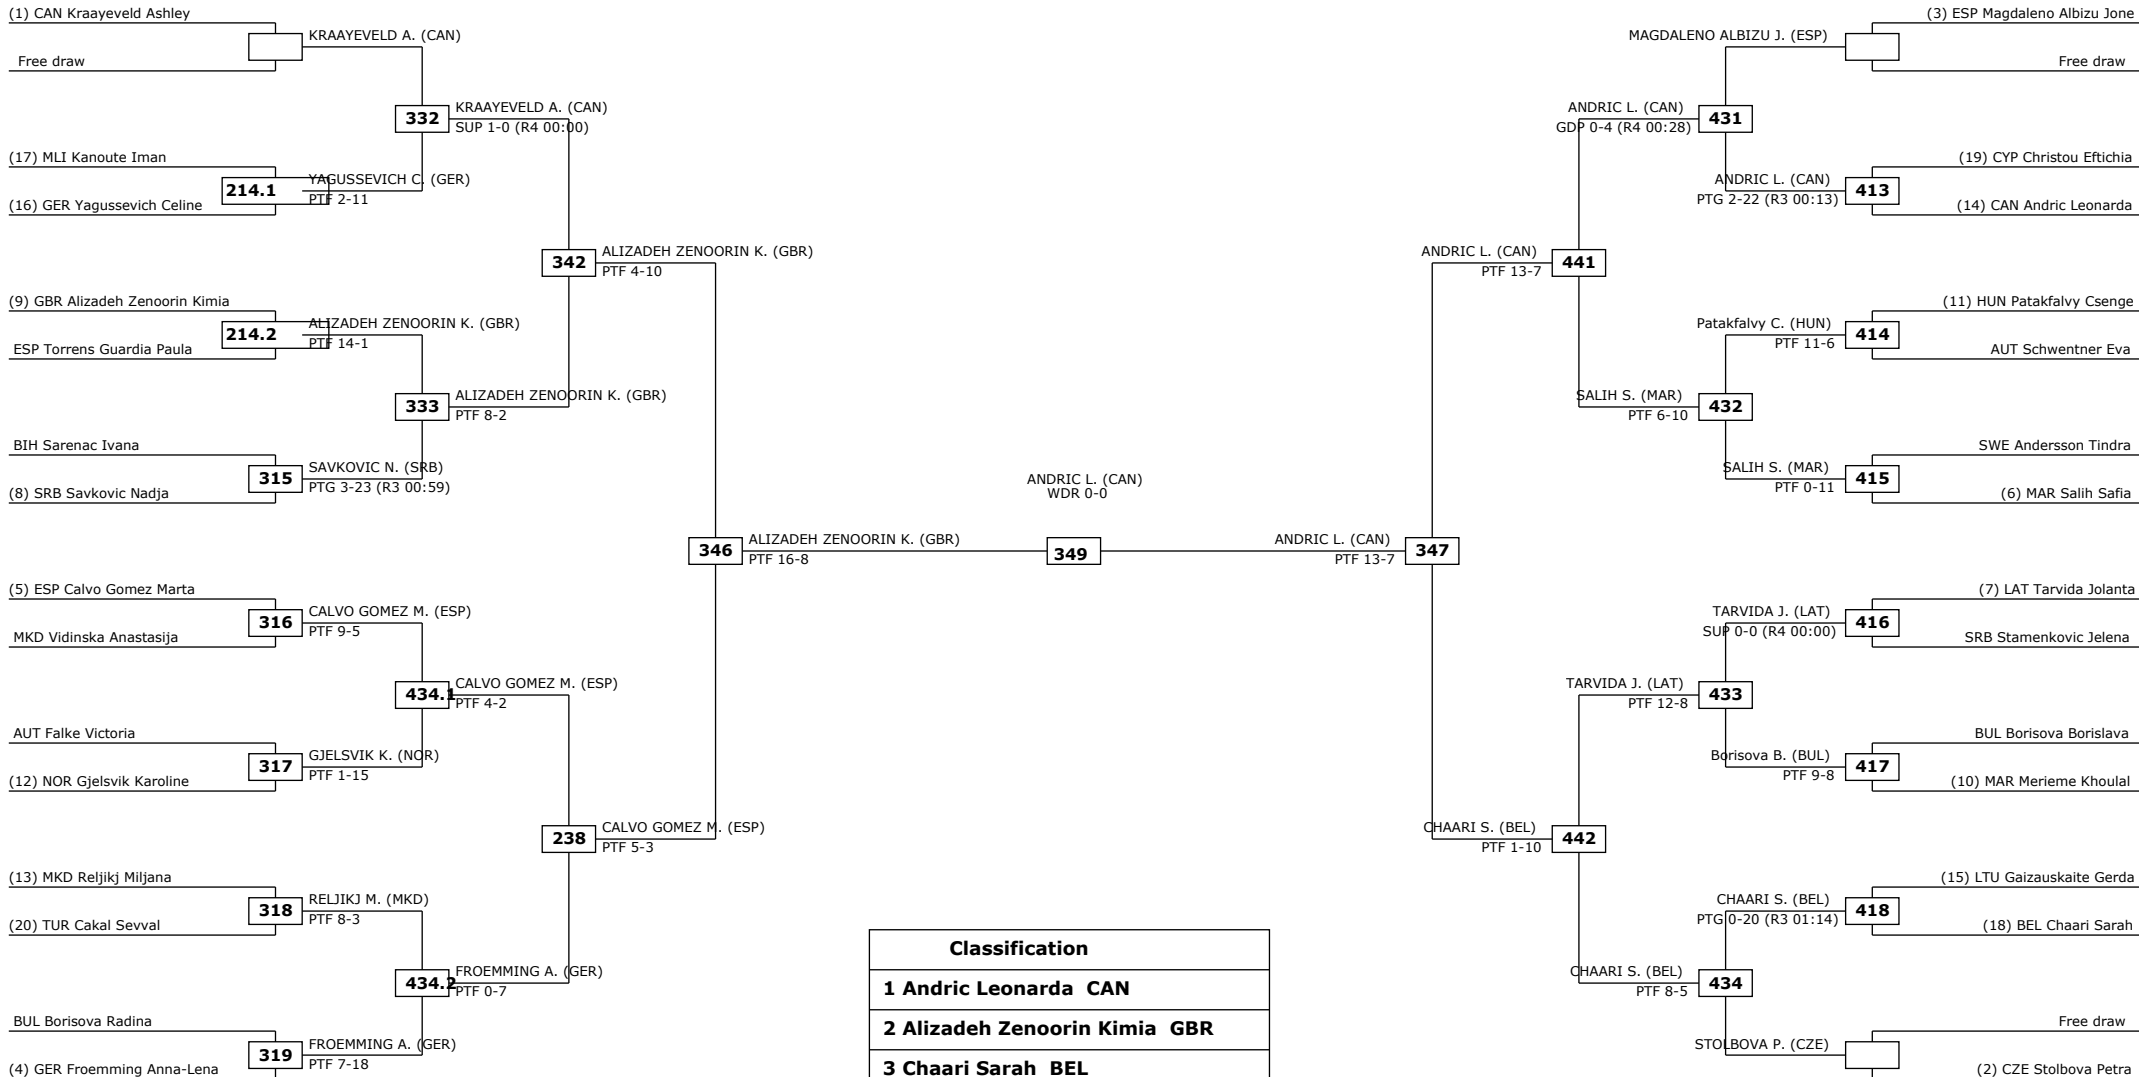 (1) CAN Kraayeveld Ashley
Free draw
(17) MLI Kanoute Iman
(16) GER Yagussevich Celine
(9) GBR Alizadeh Zenoorin Kimia
ESP Torrens Guardia Paula
BIH Sarenac Ivana
(8) SRB Savkovic Nadja
(5) ESP Calvo Gomez Marta
MKD Vidinska Anastasija
AUT Falke Victoria
(12) NOR Gjelsvik Karoline
(13) MKD Reljikj Miljana
(20) TUR Cakal Sevval
BUL Borisova Radina
(4) GER Froemming Anna-Lena
KRAAYEVELD A. (CAN)
214.1
YAGUSSEVICH C. (GER)
PTF 2-11
214.2
ALIZADEH ZENOORIN K. (GBR)
PTF 14-1
315
SAVKOVIC N. (SRB)
PTG 3-23 (R3 00:59)
316
CALVO GOMEZ M. (ESP)
PTF 9-5
317
GJELSVIK K. (NOR)
PTF 1-15
318
RELJIKJ M. (MKD)
PTF 8-3
319
FROEMMING A. (GER)
PTF 7-18
332
KRAAYEVELD A. (CAN)
SUP 1-0 (R4 00:00)
333
ALIZADEH ZENOORIN K. (GBR)
PTF 8-2
434.1
CALVO GOMEZ M. (ESP)
PTF 4-2
434.2
FROEMMING A. (GER)
PTF 0-7
342
ALIZADEH ZENOORIN K. (GBR)
PTF 4-10
238
CALVO GOMEZ M. (ESP)
PTF 5-3
346
ALIZADEH ZENOORIN K. (GBR)
PTF 16-8
ANDRIC L. (CAN)
WDR 0-0
349
ANDRIC L. (CAN)
PTF 13-7
347
ANDRIC L. (CAN)
PTF 13-7
441
CHAARI S. (BEL)
PTF 1-10
442
ANDRIC L. (CAN)
GDP 0-4 (R4 00:28)
431
SALIH S. (MAR)
PTF 6-10
432
TARVIDA J. (LAT)
PTF 12-8
433
CHAARI S. (BEL)
PTF 8-5
434
MAGDALENO ALBIZU J. (ESP)
ANDRIC L. (CAN)
PTG 2-22 (R3 00:13)
413
Patakfalvy C. (HUN)
PTF 11-6
414
SALIH S. (MAR)
PTF 0-11
415
TARVIDA J. (LAT)
SUP 0-0 (R4 00:00)
416
Borisova B. (BUL)
PTF 9-8
417
CHAARI S. (BEL)
PTG 0-20 (R3 01:14)
418
STOLBOVA P. (CZE)
(3) ESP Magdaleno Albizu Jone
Free draw
(19) CYP Christou Eftichia
(14) CAN Andric Leonarda
(11) HUN Patakfalvy Csenge
AUT Schwentner Eva
SWE Andersson Tindra
(6) MAR Salih Safia
(7) LAT Tarvida Jolanta
SRB Stamenkovic Jelena
BUL Borisova Borislava
(10) MAR Merieme Khoulal
(15) LTU Gaizauskaite Gerda
(18) BEL Chaari Sarah
Free draw
(2) CZE Stolbova Petra
Classification
1 Andric Leonarda CAN
2 Alizadeh Zenoorin Kimia GBR
3 Chaari Sarah BEL